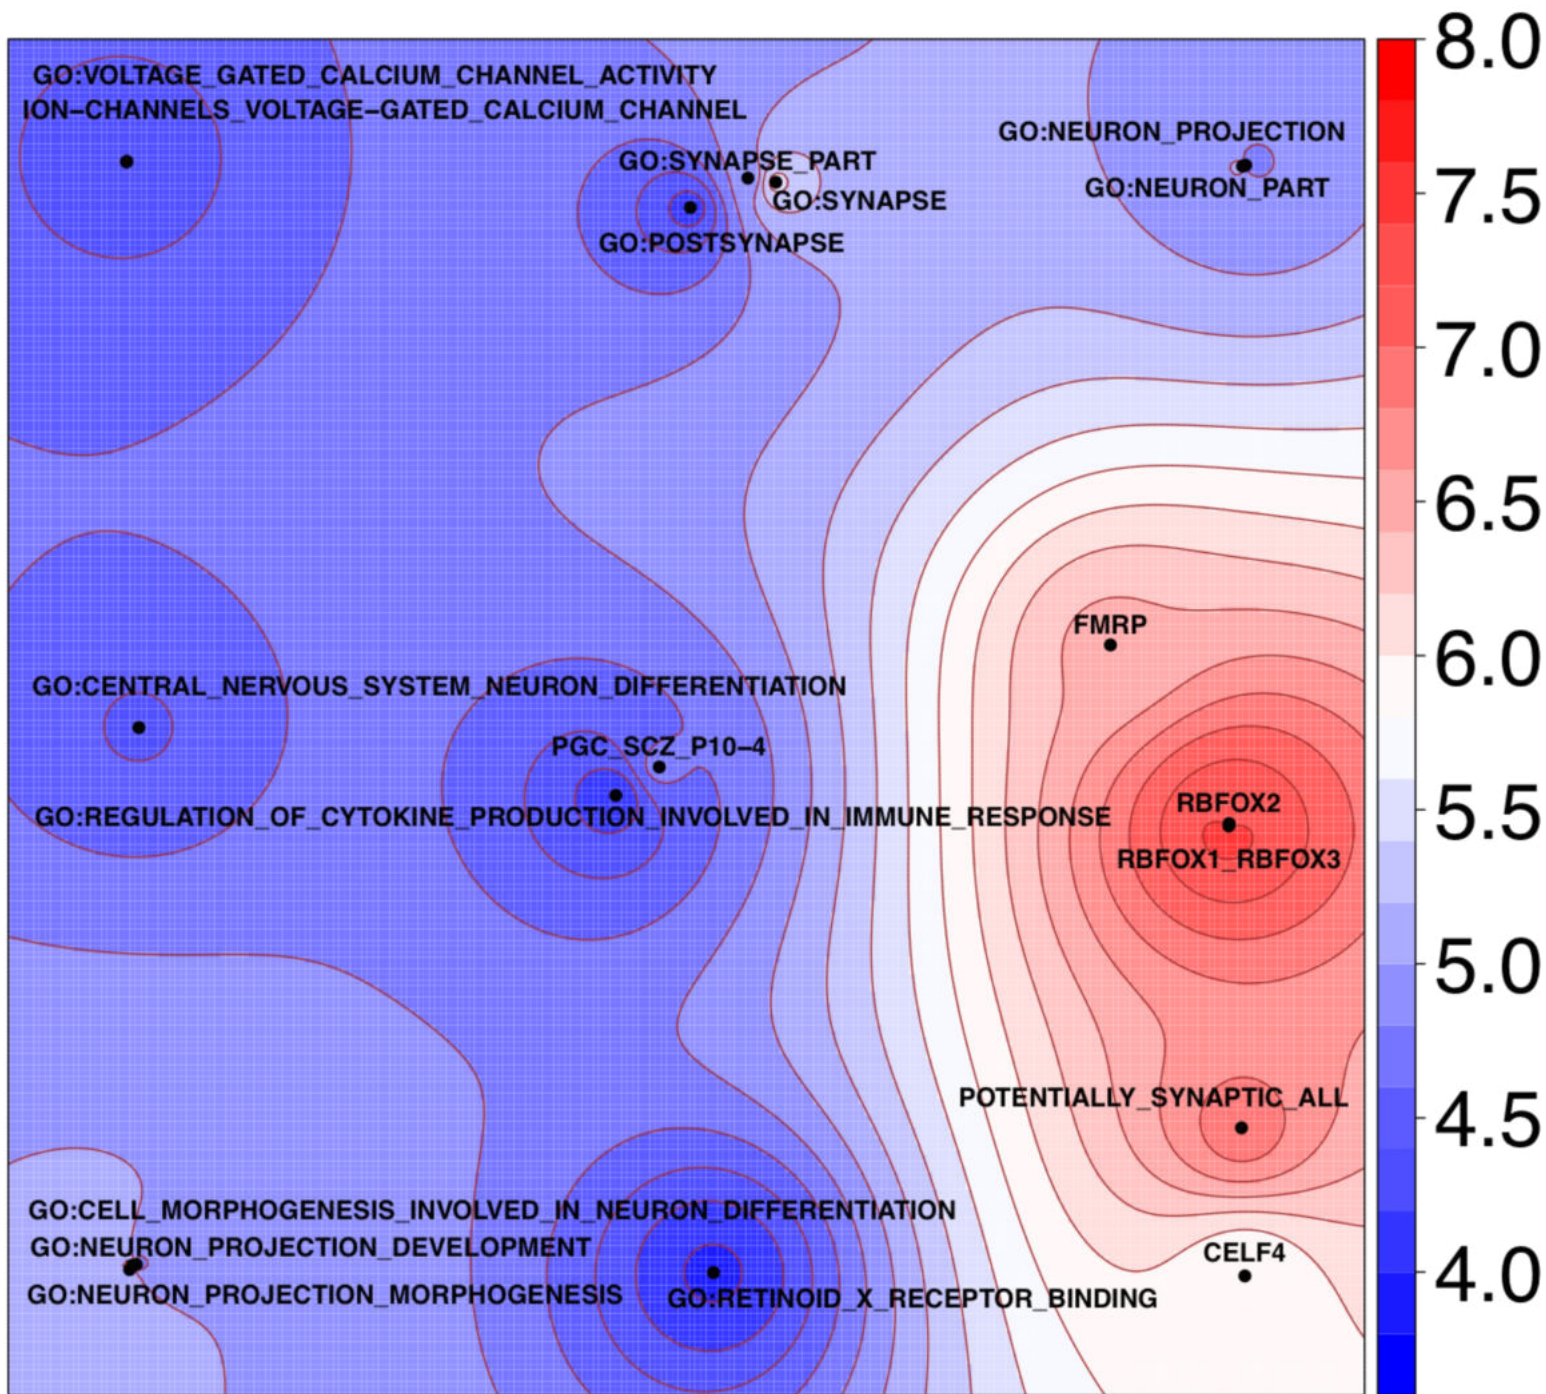 GO:VOLTAGE_GATED_CALCIUM_CHANNEL_ACTIVITY
ION−CHANNELS_VOLTAGE−GATED_CALCIUM_CHANNEL
GO:NEURON_PROJECTION
GO:SYNAPSE_PART
GO:NEURON_PART
GO:SYNAPSE
GO:POSTSYNAPSE
FMRP
GO:CENTRAL_NERVOUS_SYSTEM_NEURON_DIFFERENTIATION
PGC_SCZ_P10−4
RBFOX2
GO:REGULATION_OF_CYTOKINE_PRODUCTION_INVOLVED_IN_IMMUNE_RESPONSE
RBFOX1_RBFOX3
POTENTIALLY_SYNAPTIC_ALL
GO:CELL_MORPHOGENESIS_INVOLVED_IN_NEURON_DIFFERENTIATION
GO:NEURON_PROJECTION_DEVELOPMENT
CELF4
GO:NEURON_PROJECTION_MORPHOGENESIS
GO:RETINOID_X_RECEPTOR_BINDING
8.0
7.5
7.0
6.5
6.0
5.5
5.0
4.5
4.0